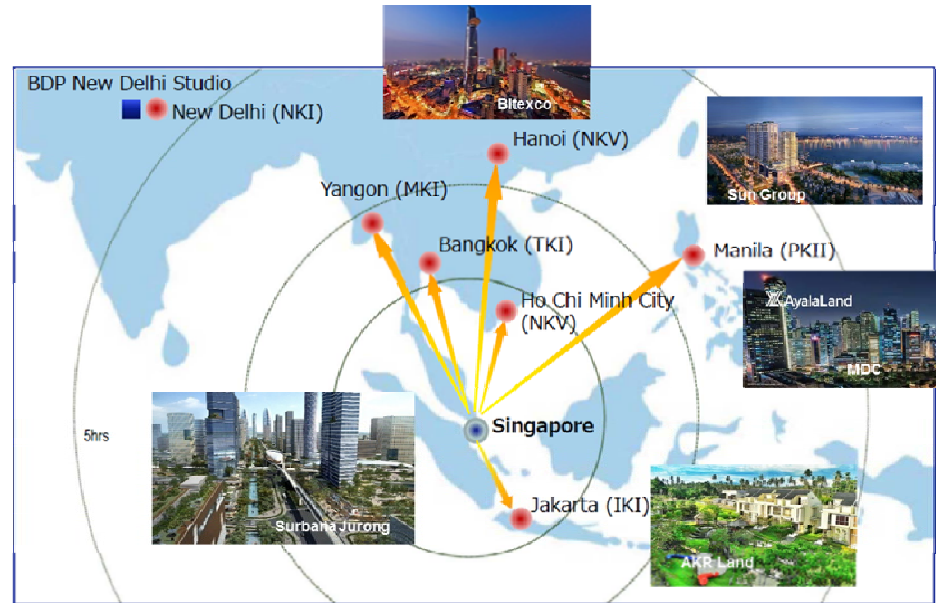 BDP New Delhi Studio
New Delhi (NKI)
Bitexco
Hanoi (NKV)
Sun Group
Yangon (MKI)
Bangkok (TKI)
Manila (PKII)
Ho Chi Minh City
(NKV)
AyalaLand
MDC
Singapore
5hrs
Surbana Jurong
Jakarta (IKI)
AKR Land